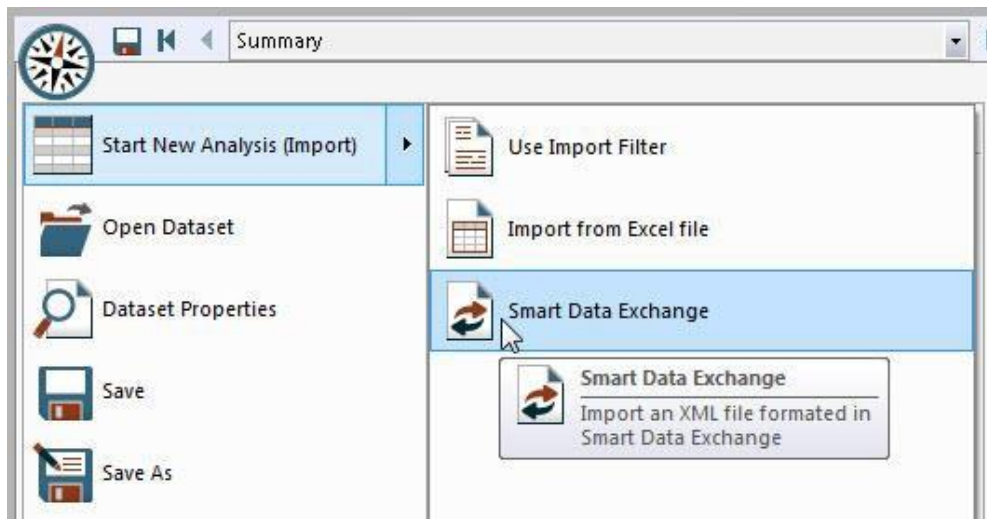 Summary
Start New Analysis (Import)
Use Import Filter
Open Dataset
Import from Excel file
Dataset Properties
Smart Data Exchange
Smart Data Exchange
Import an XML file formated in
Smart Data Exchange
Save
Save As